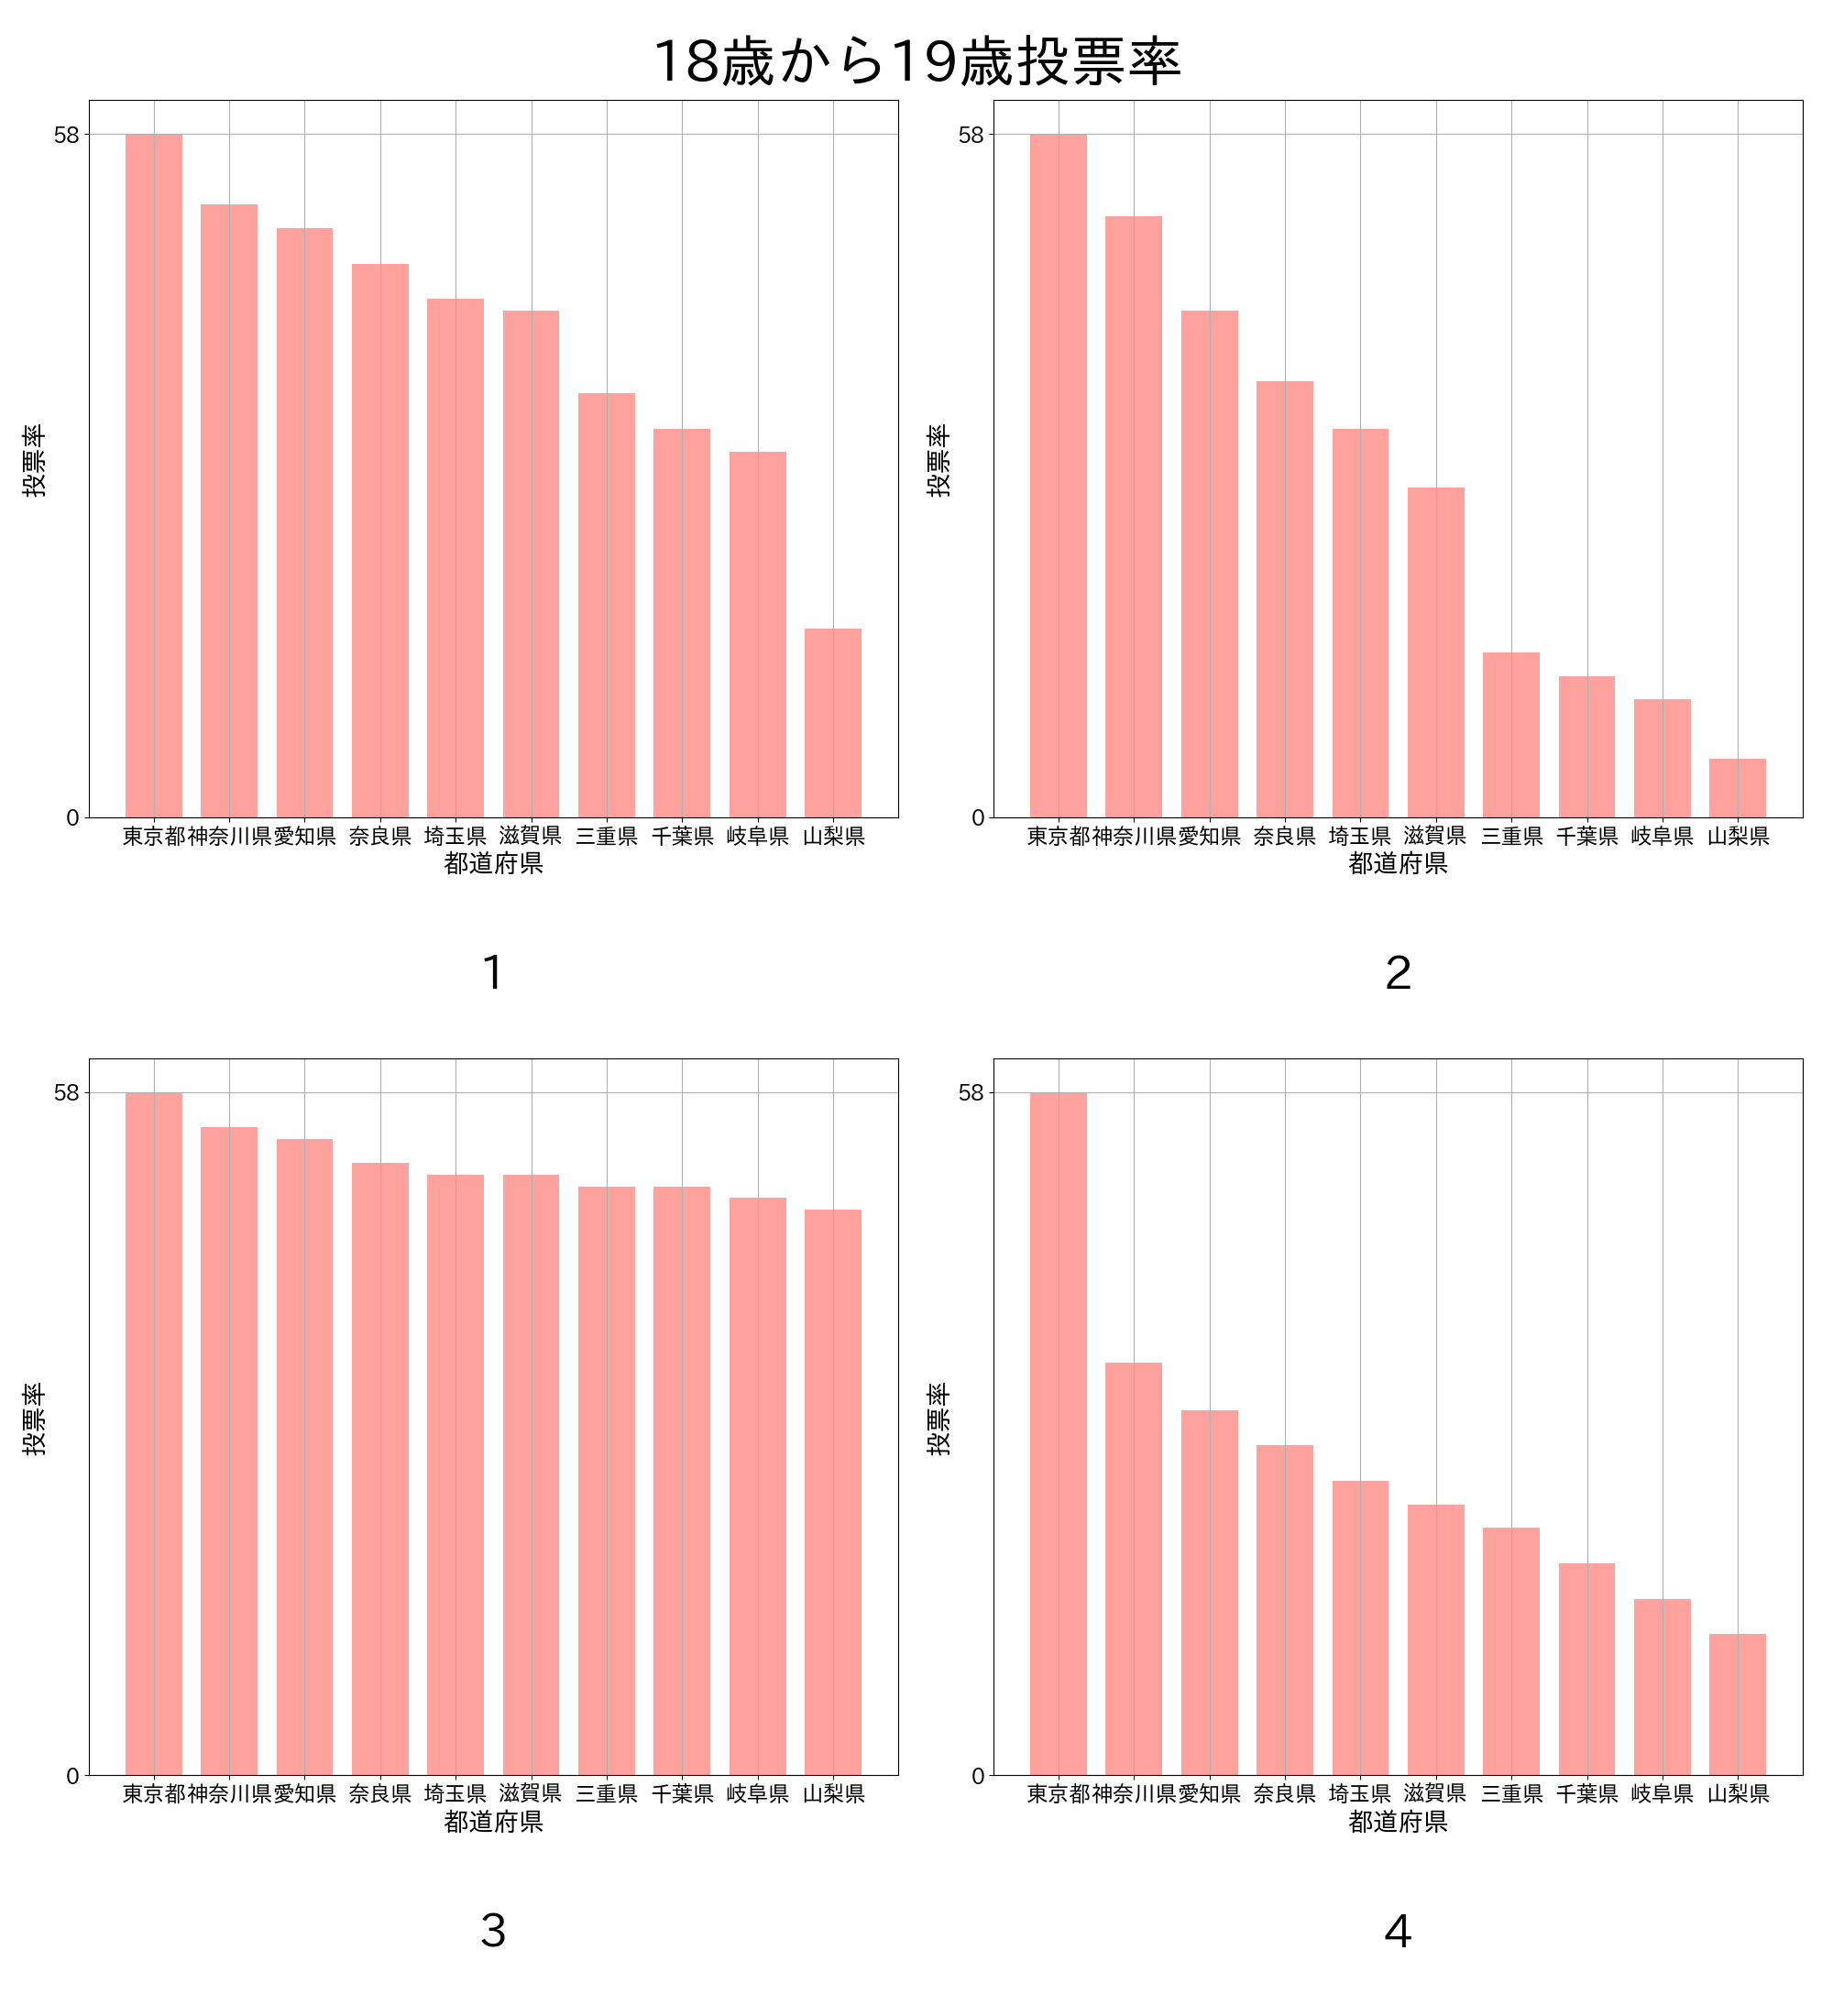 18歳から19歳投票率
58
0
投票率
東京都 神奈川県 愛知県 奈良県 埼玉県 滋賀県 三重県 千葉県 岐阜県 山梨県
都道府県
1
58
0
投票率
東京都 神奈川県 愛知県 奈良県 埼玉県 滋賀県 三重県 千葉県 岐阜県 山梨県
都道府県
2
58
0
投票率
東京都 神奈川県 愛知県 奈良県 埼玉県 滋賀県 三重県 千葉県 岐阜県 山梨県
都道府県
3
58
0
投票率
東京都 神奈川県 愛知県 奈良県 埼玉県 滋賀県 三重県 千葉県 岐阜県 山梨県
都道府県
4